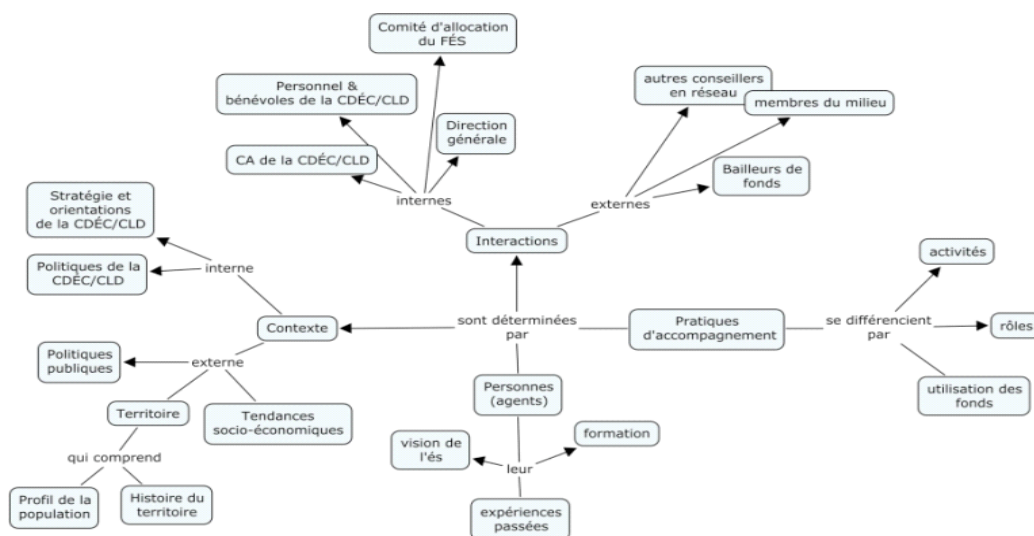 Comité d'allocation
du FÉS
Personnel &
bénévoles de la CDÉC/CLD
autres conseillers
en réseau
membres du milieu
Direction
générale
CA de la CDÉC/CLD
Bailleurs de
fonds
internes
externes
Stratégie et
orientations
de la CDÉC/CLD
Interactions
interne
Politiques de la
CDÉC/CLD
activités
Contexte
sont déterminées
par
Pratiques
d'accompagnement
se différencient
par
rôles
Politiques
publiques
externe
Personnes
(agents)
utilisation des
fonds
Territoire
Tendances
socio-économiques
vision de
l'és
formation
qui comprend
leur
Profil de la
population
Histoire du
territoire
expériences
passées